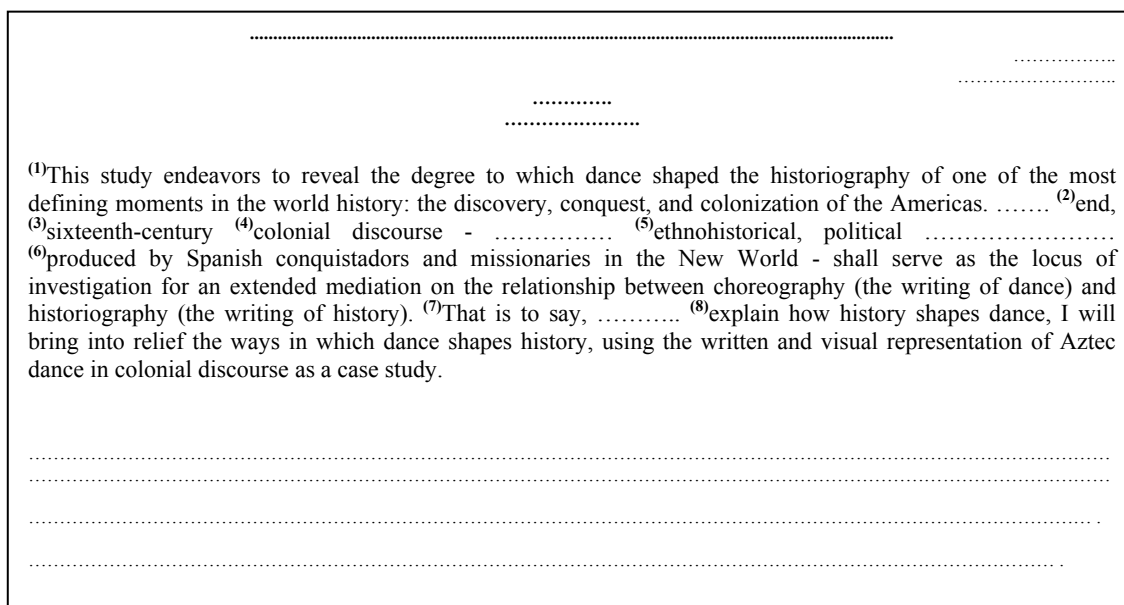 ................................................................................................................................................
……………..
……………………..
………….
………………….
(1)This study endeavors to reveal the degree to which dance shaped the historiography of one of the most
defining moments in the world history: the discovery, conquest, and colonization of the Americas. ……. (2)end,
(3)sixteenth-century (4)colonial discourse - …………… (5)ethnohistorical, political ……………………
(6)produced by Spanish conquistadors and missionaries in the New World - shall serve as the locus of
investigation for an extended mediation on the relationship between choreography (the writing of dance) and
historiography (the writing of history). (7)That is to say, ……….. (8)explain how history shapes dance, I will
bring into relief the ways in which dance shapes history, using the written and visual representation of Aztec
dance in colonial discourse as a case study.
……………………………………………………………………………………………………………………………………………..
……………………………………………………………………………………………………………………………………………..
…………………………………………………………………………………………………………………………………………… .
……………………………………………………………………………………………………………………………………… .